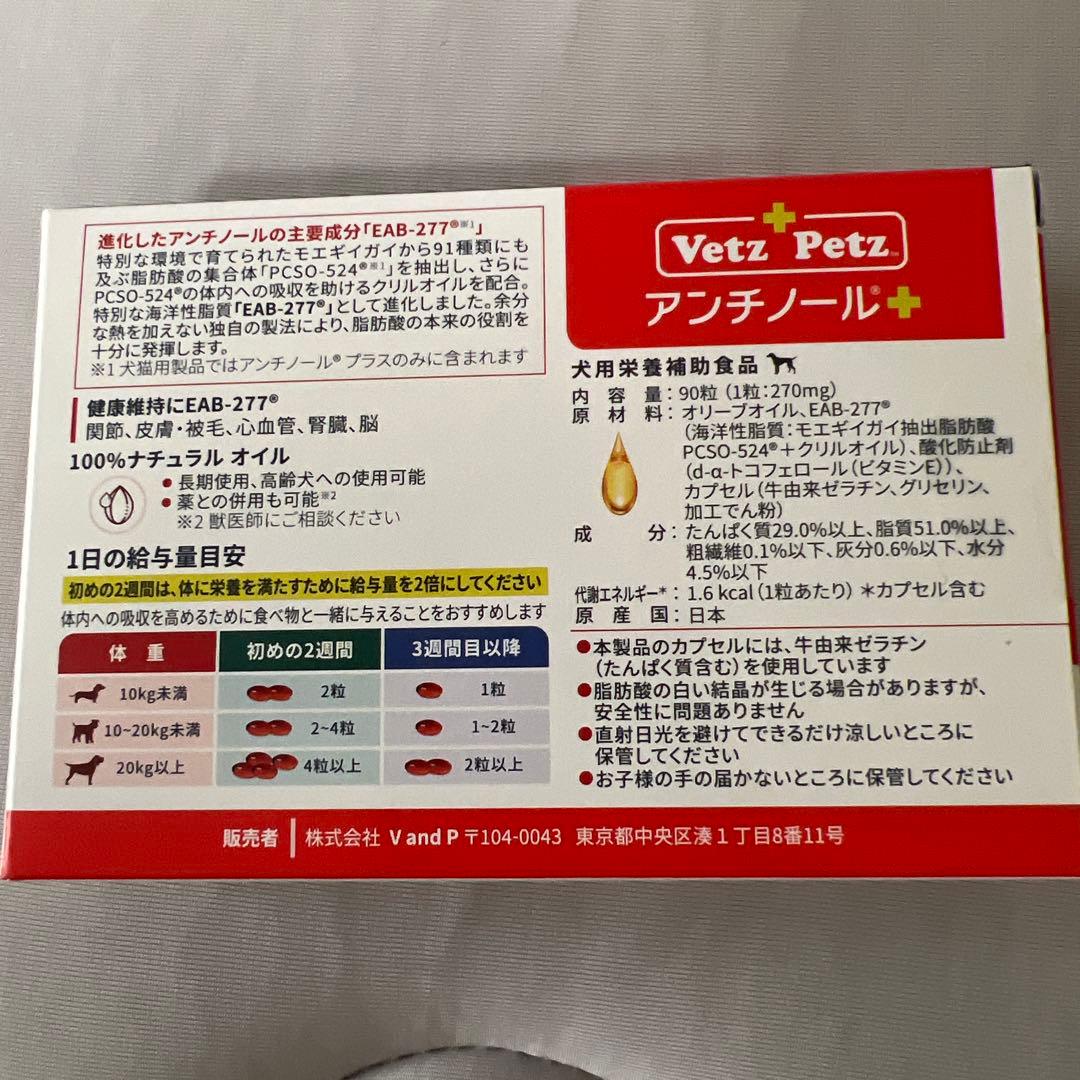 進化したアンチノールの主要成分「EAB-277®※1」
特別な環境で育てられたモエギイガイから91種類にも
及ぶ脂肪酸の集合体「PCSO-524®※1」を抽出し、さらに
PCSO-524®の体内への吸収を助けるクリルオイルを配合。
特別な海洋性脂質「EAB-277®」として進化しました。余分
な熱を加えない独自の製法により、脂肪酸の本来の役割を
十分に発揮します。
※1 犬猫用製品ではアンチノール® プラスのみに含まれます
健康維持にEAB-277®
関節、皮膚・被毛、心血管、腎臓、脳
100%ナチュラル オイル
●長期使用、高齢犬への使用可能
●薬との併用も可能※2
※2 獣医師にご相談ください
1日の給与量目安
初めの2週間は、体に栄養を満たすために給与量を2倍にしてください
体内への吸収を高めるために食べ物と一緒に与えることをおすすめします
体 重 初めの2週間 3週間目以降
10kg未満 2粒 1粒
10~20kg未満 2~4粒 1~2粒
20kg以上 4粒以上 2粒以上
Vetz Petz™
アンチノール®+
犬用栄養補助食品
内 容 量：90粒（1粒：270mg）
原 材 料：オリーブオイル、EAB-277®
（海洋性脂質：モエギイガイ抽出脂肪酸
PCSO-524®＋クリルオイル）、酸化防止剤
（d-α-トコフェロール（ビタミンE））、
カプセル（牛由来ゼラチン、グリセリン、
加工でん粉）
成 分：たんぱく質29.0%以上、脂質51.0%以上、
粗繊維0.1%以下、灰分0.6%以下、水分
4.5%以下
代謝エネルギー*：1.6 kcal（1粒あたり）＊カプセル含む
原 産 国：日本
●本製品のカプセルには、牛由来ゼラチン
（たんぱく質含む）を使用しています
●脂肪酸の白い結晶が生じる場合がありますが、
安全性に問題ありません
●直射日光を避けてできるだけ涼しいところに
保管してください
●お子様の手の届かないところに保管してください
販売者 株式会社 V and P 〒104-0043 東京都中央区湊1丁目8番11号